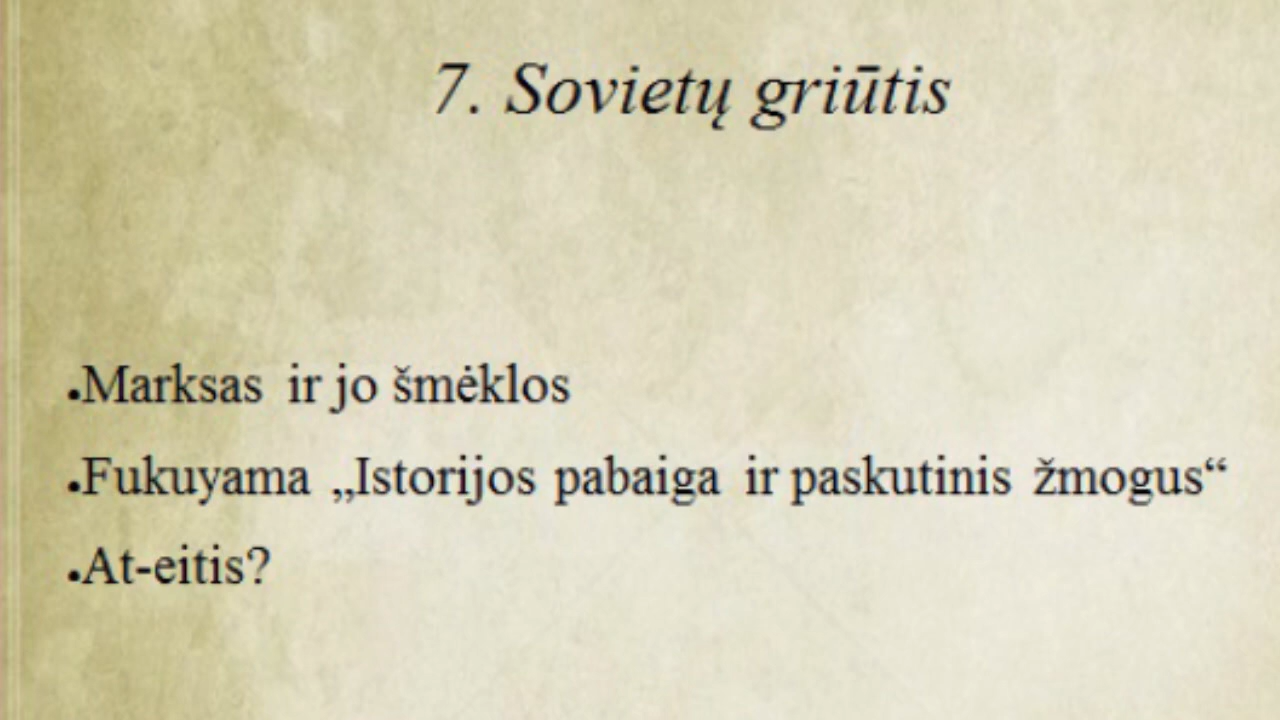 7. Sovietų griūtis
•Marksas ir jo šmėklos
•Fukuyama „Istorijos pabaiga ir paskutinis žmogus“
•At-eitis?